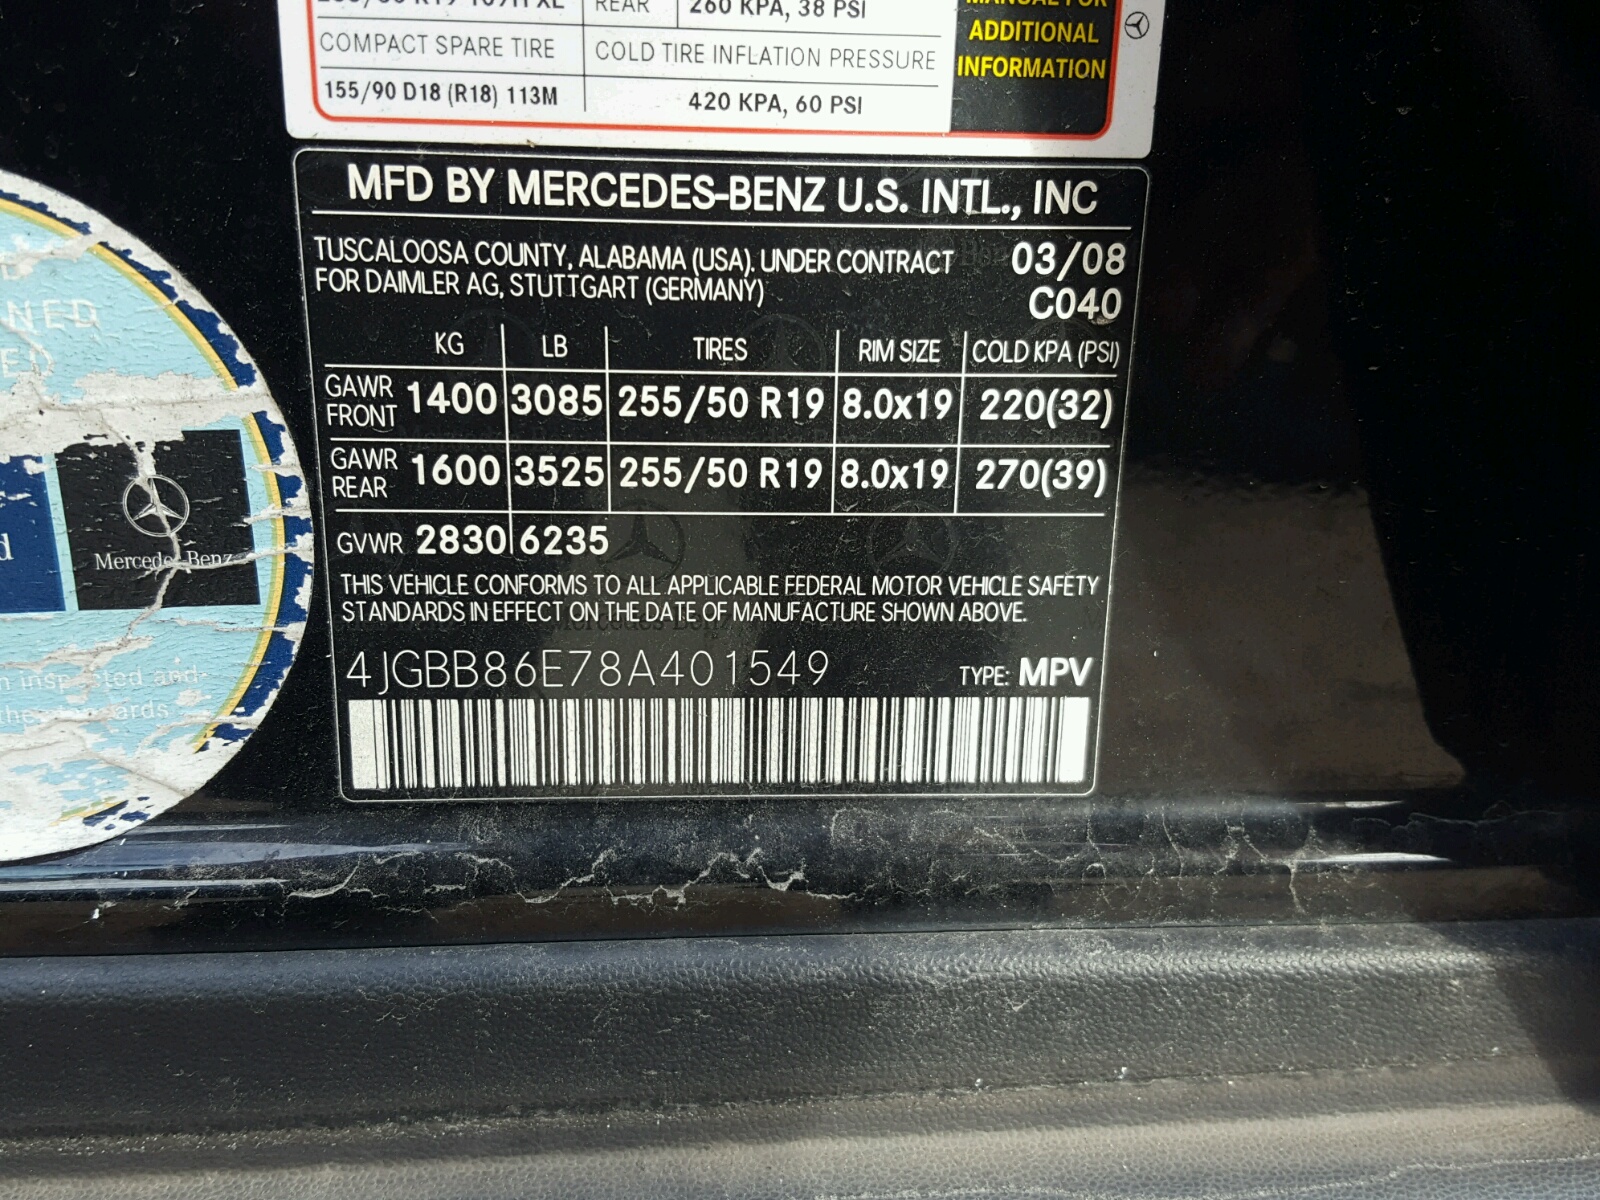 REAR 260 KPA, 38 PSI
MANUAL FOR
ADDITIONAL
INFORMATION
COMPACT SPARE TIRE COLD TIRE INFLATION PRESSURE
155/90 D18 (R18) 113M 420 KPA, 60 PSI
MFD BY MERCEDES-BENZ U.S. INTL., INC
TUSCALOOSA COUNTY, ALABAMA (USA). UNDER CONTRACT 03/08
FOR DAIMLER AG, STUTTGART (GERMANY) C040
KG LB TIRES RIM SIZE COLD KPA (PSI)
GAWR FRONT 1400 3085 255/50 R19 8.0x19 220(32)
GAWR REAR 1600 3525 255/50 R19 8.0x19 270(39)
GVWR 2830 6235
THIS VEHICLE CONFORMS TO ALL APPLICABLE FEDERAL MOTOR VEHICLE SAFETY
STANDARDS IN EFFECT ON THE DATE OF MANUFACTURE SHOWN ABOVE.
4JGBB86E78A401549 TYPE: MPV
Mercedes-Benz
inspected and